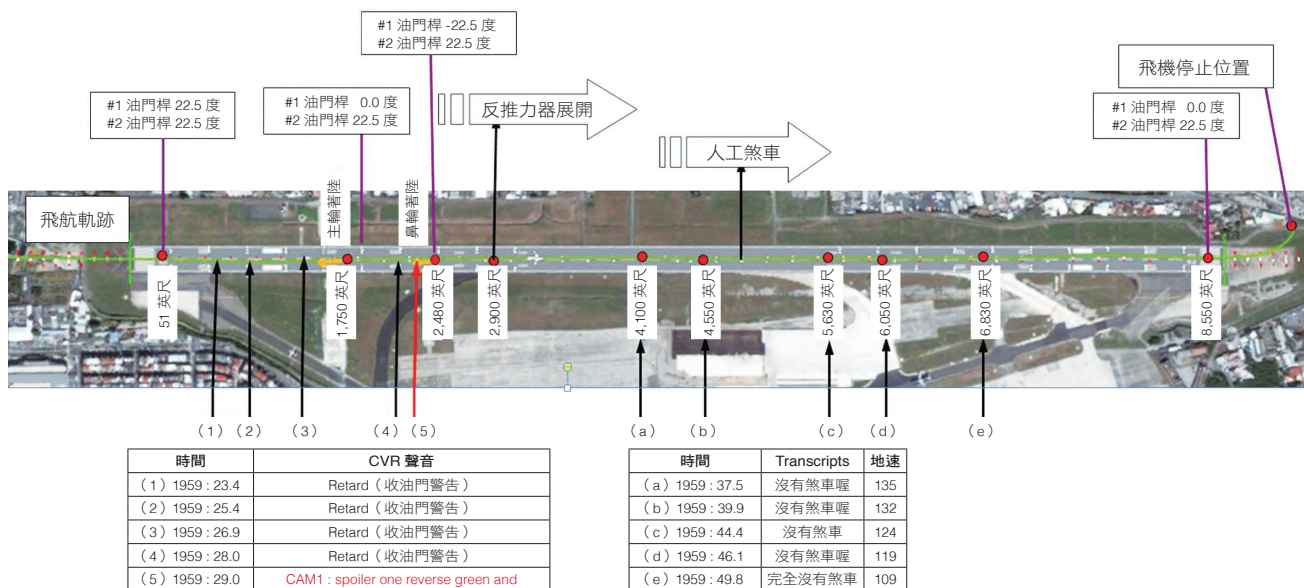 #1 油門桿 -22.5 度
#2 油門桿 22.5 度
飛機停止位置
#1 油門桿 22.5 度
#2 油門桿 22.5 度
#1 油門桿 0.0 度
#2 油門桿 22.5 度
反推力器展開
#1 油門桿 0.0 度
#2 油門桿 22.5 度
人工煞車
飛航軌跡
主輪著陸
鼻輪著陸
51 英尺
1,750 英尺
2,480 英尺
2,900 英尺
4,100 英尺
4,550 英尺
5,630 英尺
6,050 英尺
6,830 英尺
8,550 英尺
(1) (2) (3) (4) (5) (a) (b) (c) (d) (e)
時間 CVR 聲音
(1) 1959 : 23.4 Retard(收油門警告)
(2) 1959 : 25.4 Retard(收油門警告)
(3) 1959 : 26.9 Retard(收油門警告)
(4) 1959 : 28.0 Retard(收油門警告)
(5) 1959 : 29.0 CAM1 : spoiler one reverse green and
時間 Transcripts 地速
(a) 1959 : 37.5 沒有煞車喔 135
(b) 1959 : 39.9 沒有煞車喔 132
(c) 1959 : 44.4 沒有煞車 124
(d) 1959 : 46.1 沒有煞車喔 119
(e) 1959 : 49.8 完全沒有煞車 109